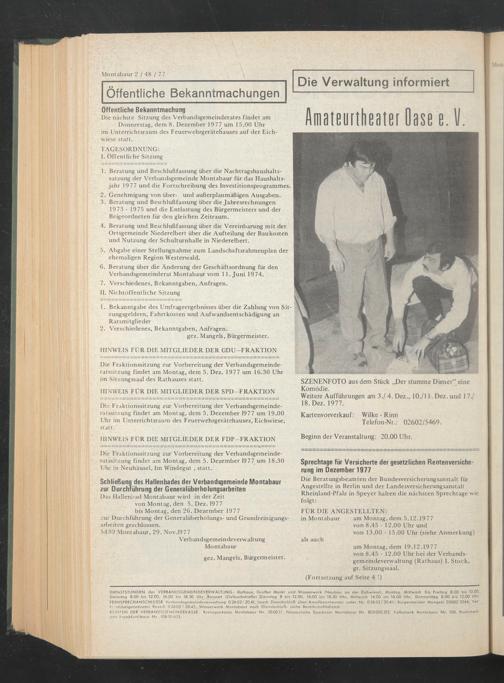 Montabaur 2 / 48 / 77
Öffentliche Bekanntmachungen
Öffentliche Bekanntmachung
Die nächste Sitzung des Verbandsgemeinderates findet am
Donnerstag, dem 8. Dezember 1977 um 15.00 Uhr
im Unterrichtsraum des Feuerwehrgerätehauses auf der Eich-
wiese statt.
TAGESORDNUNG:
I. Öffentliche Sitzung
1. Beratung und Beschlußfassung über die Nachtragshaushalts-
satzung der Verbandsgemeinde Montabaur für das Haushalts-
jahr 1977 und die Fortschreibung des Investitionsprogrammes.
2. Genehmigung von über- und außerplanmäßigen Ausgaben.
3. Beratung und Beschlußfassung über die Jahresrechnungen
1973 - 1975 und die Entlastung des Bürgermeisters und der
Beigeordneten für den gleichen Zeitraum.
4. Beratung und Beschlußfassung über die Vereinbarung mit der
Ortsgemeinde Niederelbert über die Aufteilung der Baukosten
und Nutzung der Schulturnhalle in Niederelbert.
5. Abgabe einer Stellungnahme zum Landschaftsrahmenplan der
ehemaligen Region Westerwald.
6. Beratung über die Änderung der Geschäftsordnung für den
Verbandsgemeinderat Montabaur vom 11. Juni 1974.
7. Verschiedenes, Bekanntgaben, Anfragen.
II. Nichtöffentliche Sitzung
1. Bekanntgabe des Umfrageergebnisses über die Zahlung von Sit-
zungsgeldern, Fahrtkosten und Aufwandsentschädigung an
Ratsmitglieder
2. Verschiedenes, Bekanntgaben, Anfragen.
gez. Mangels, Bürgermeister.
HINWEIS FÜR DIE MITGLIEDER DER CDU-FRAKTION
Die Fraktionssitzung zur Vorbereitung der Verbandsgemeinde-
ratssitzung findet am Montag, dem 5. Dez. 1977 um 16.30 Uhr
im Sitzungssaal des Rathauses statt.
HINWEIS FÜR DIE MITGLIEDER DER SPD-FRAKTION
Die Fraktionssitzung zur Vorbereitung der Verbandsgemeinde-
ratssitzung findet am Montag, dem 5. Dezember 1977 um 19.00
Uhr im Unterrichtsraum des Feuerwehrgerätehauses, Eichwiese,
statt.
HINWEIS FÜR DIE MITGLIEDER DER FDP-FRAKTION
Die Fraktionssitzung zur Vorbereitung der Verbandsgemeinde-
ratssitzung findet am Montag, dem 5. Dezember 1977 um 18.30
Uhr in Neuhäusel, Im Windegut , statt.
Schließung des Hallenbades der Verbandsgemeinde Montabaur
zur Durchführung der Generalüberholungsarbeiten
Das Hallenbad Montabaur wird in der Zeit
von Montag, den 5. Dez. 1977
bis Montag, den 26. Dezember 1977
zur Durchführung der Generalüberholungs- und Grundreinigungs-
arbeiten geschlossen.
5430 Montabaur, 29. Nov.1977
Verbandsgemeindeverwaltung
Montabaur
gez. Mangels, Bürgermeister.
Die Verwaltung informiert
Amateurtheater Oase e. V.
SZENENFOTO aus dem Stück „Der stumme Diener" eine
Komödie.
Weitere Aufführungen am 3./4. Dez., 10./11. Dez. und 17./
18. Dez. 1977.
Kartenvorverkauf: Wilke - Rinn
Telefon-Nr.: 02602/5469.
Beginn der Veranstaltung: 20.00 Uhr.
Sprechtage für Versicherte der gesetzlichen Rentenversiche-
rung im Dezember 1977
Die Beratungsbeamten der Bundesversicherungsanstalt für
Angestellte in Berlin und der Landesversicherungsanstalt
Rheinland-Pfalz in Speyer halten die nächsten Sprechtage wie
folgt:
FÜR DIE ANGESTELLTEN:
in Montabaur am Montag, dem 5.12.1977
von 8.45 - 12.00 Uhr und
von 13.00 - 15.00 Uhr (siehe Anmerkung)
als auch
am Montag, dem 19.12.1977
von 8.45 - 12.00 Uhr bei der Verbands-
gemeindeverwaltung (Rathaus) I. Stock,
gr. Sitzungssaal.
(Fortsetzung auf Seite 4 !)